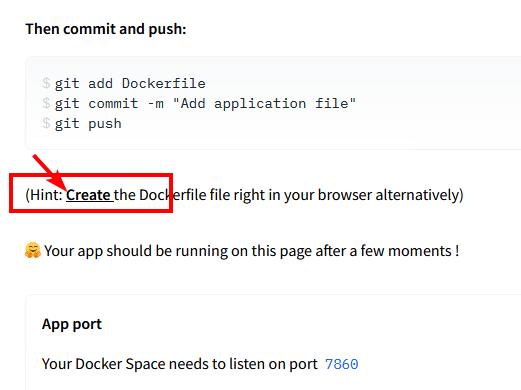 Then commit and push:
$ git add Dockerfile
$ git commit -m "Add application file"
$ git push
(Hint: Create the Dockerfile file right in your browser alternatively)
🤗 Your app should be running on this page after a few moments !
App port
Your Docker Space needs to listen on port 7860